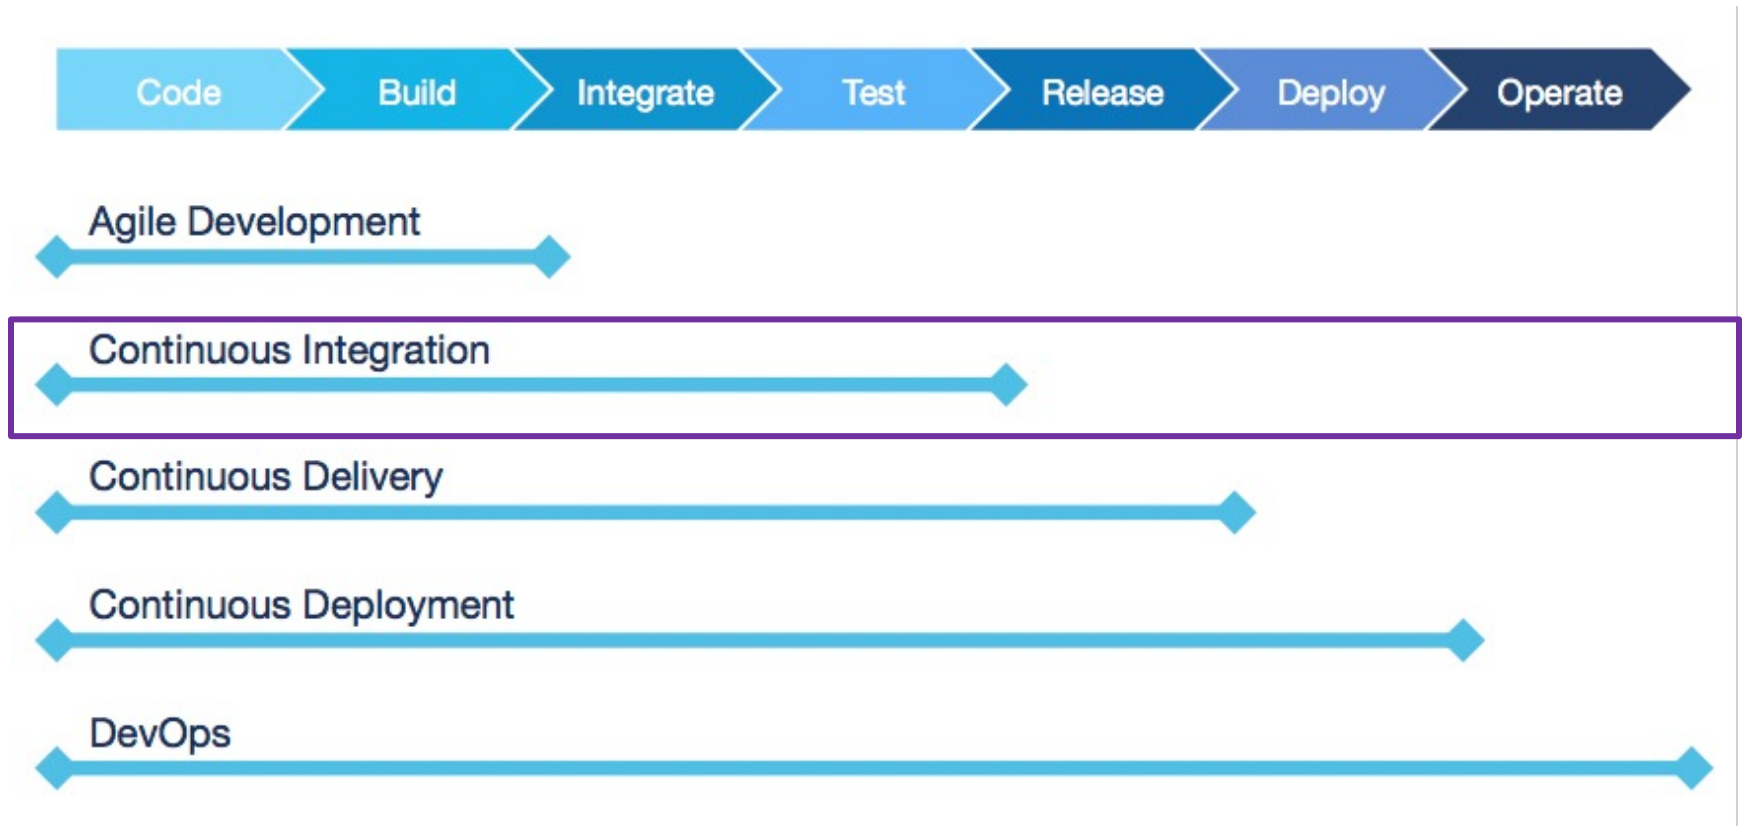 Code Build Integrate Test Release Deploy Operate
Agile Development
Continuous Integration
Continuous Delivery
Continuous Deployment
DevOps